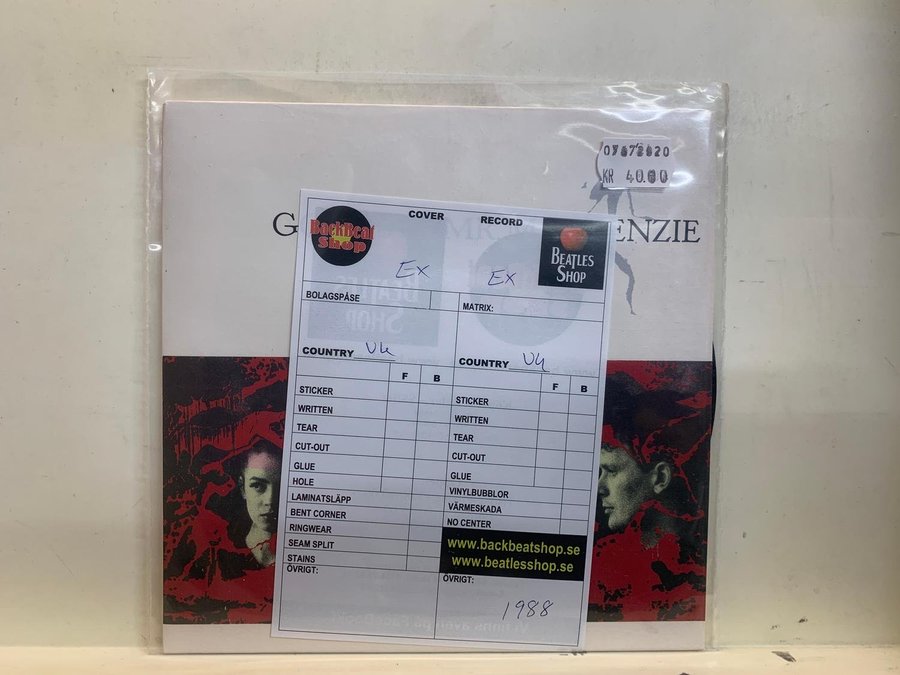 KR 40.00
G MR ENZIE
BackBeat
Shop
COVER RECORD
BEATLES
SHOP
Ex Ex
BOLAGSPÅSE MATRIX:
COUNTRY UK COUNTRY UK
F B F B
STICKER STICKER
WRITTEN WRITTEN
TEAR TEAR
CUT-OUT CUT-OUT
GLUE GLUE
HOLE VINYLBUBBLOR
LAMINATSLÄPP VÄRMESKADA
BENT CORNER NO CENTER
RINGWEAR
SEAM SPLIT
STAINS
www.backbeatshop.se
www.beatlesshop.se
ÖVRIGT: ÖVRIGT:
1988